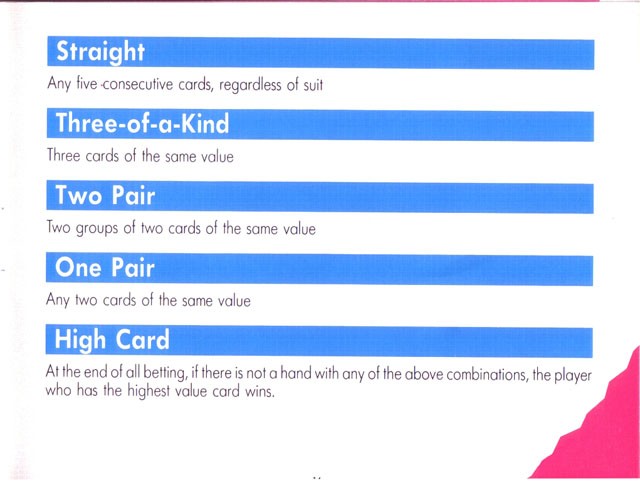 Straight
Any five consecutive cards, regardless of suit
Three-of-a-Kind
Three cards of the same value
Two Pair
Two groups of two cards of the same value
One Pair
Any two cards of the same value
High Card
At the end of all betting, if there is not a hand with any of the above combinations, the player
who has the highest value card wins.